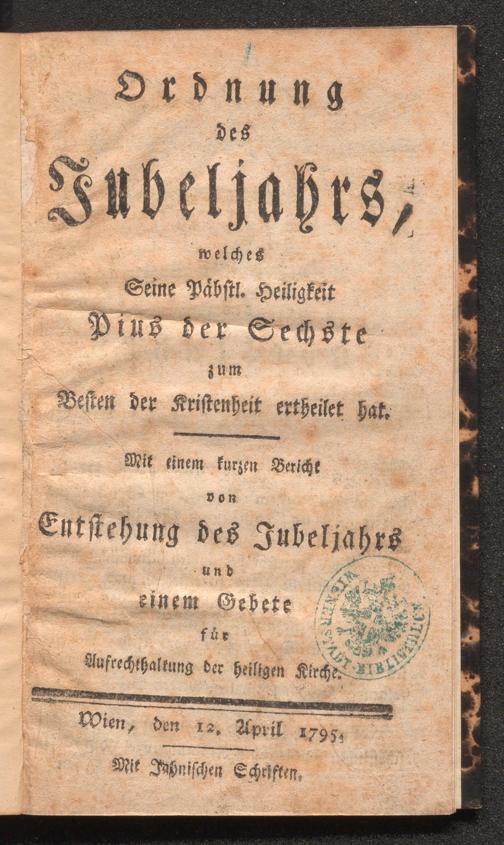 Ordnung
des
Jubeljahrs,
welches
Seine Päbstl. Heiligkeit
Pius der Sechste
zum
Besten der Kristenheit ertheilet hat.
Mit einem kurzen Bericht
von
Entstehung des Jubeljahrs
und
einem Gebete
für
Aufrechthaltung der heiligen Kirche.
Wien, den 12. April 1795.
Mit Jahnischen Schriften.